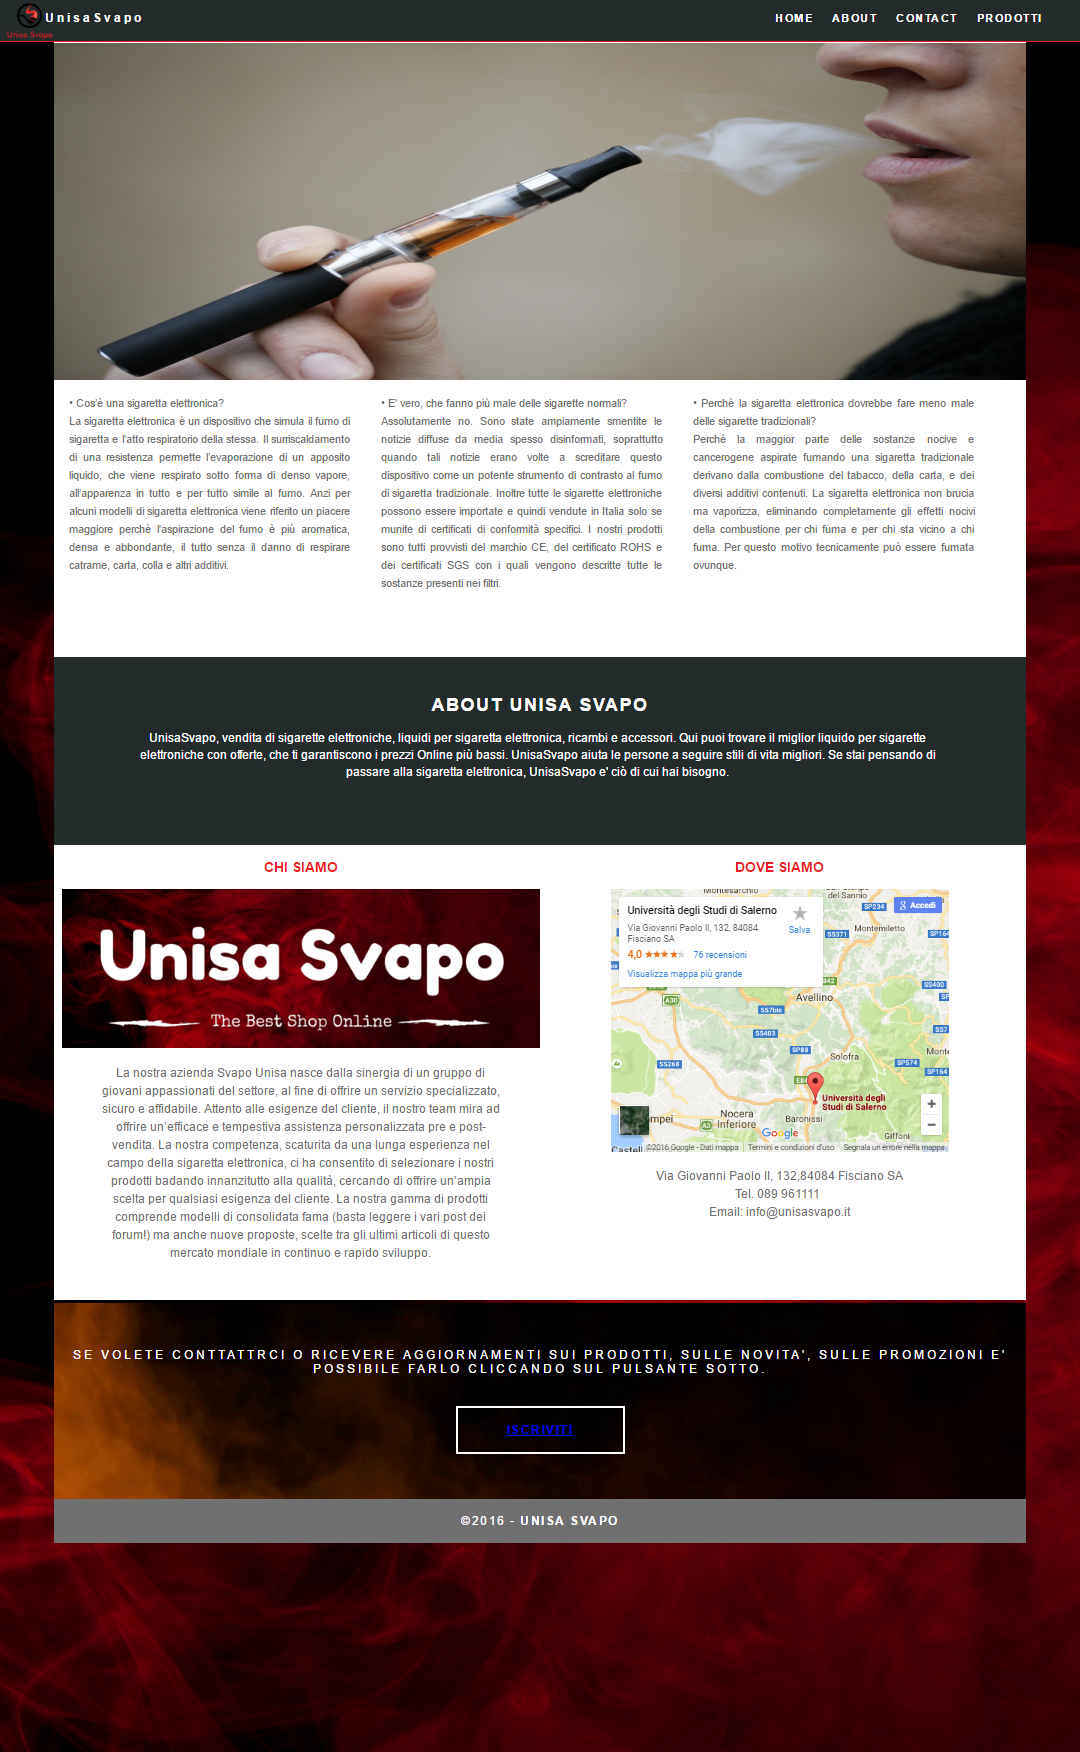 UnisaSvapo
Unisa Svapo
HOME ABOUT CONTACT PRODOTTI
• Cos'è una sigaretta elettronica?
La sigaretta elettronica è un dispositivo che simula il fumo di
sigaretta e l'atto respiratorio della stessa. Il surriscaldamento
di una resistenza permette l'evaporazione di un apposito
liquido, che viene respirato sotto forma di denso vapore,
all'apparenza in tutto e per tutto simile al fumo. Anzi per
alcuni modelli di sigaretta elettronica viene riferito un piacere
maggiore perchè l'aspirazione del fumo è più aromatica,
densa e abbondante, il tutto senza il danno di respirare
catrame, carta, colla e altri additivi.
• E' vero, che fanno più male delle sigarette normali?
Assolutamente no. Sono state ampiamente smentite le
notizie diffuse da media spesso disinformati, soprattutto
quando tali notizie erano volte a screditare questo
dispositivo come un potente strumento di contrasto al fumo
di sigaretta tradizionale. Inoltre tutte le sigarette elettroniche
possono essere importate e quindi vendute in Italia solo se
munite di certificati di conformità specifici. I nostri prodotti
sono tutti provvisti del marchio CE, del certificato ROHS e
dei certificati SGS con i quali vengono descritte tutte le
sostanze presenti nei filtri.
• Perchè la sigaretta elettronica dovrebbe fare meno male
delle sigarette tradizionali?
Perché la maggior parte delle sostanze nocive e
cancerogene aspirate fumando una sigaretta tradizionale
derivano dalla combustione del tabacco, della carta, e dei
diversi additivi contenuti. La sigaretta elettronica non brucia
ma vaporizza, eliminando completamente gli effetti nocivi
della combustione per chi fuma e per chi sta vicino a chi
fuma. Per questo motivo tecnicamente può essere fumata
ovunque.
ABOUT UNISA SVAPO
UnisaSvapo, vendita di sigarette elettroniche, liquidi per sigaretta elettronica, ricambi e accessori. Qui puoi trovare il miglior liquido per sigarette
elettroniche con offerte, che ti garantiscono i prezzi Online più bassi. UnisaSvapo aiuta le persone a seguire stili di vita migliori. Se stai pensando di
passare alla sigaretta elettronica, UnisaSvapo e' ciò di cui hai bisogno.
CHI SIAMO
Unisa Svapo
The Best Shop Online
La nostra azienda Svapo Unisa nasce dalla sinergia di un gruppo di
giovani appassionati del settore, al fine di offrire un servizio specializzato,
sicuro e affidabile. Attento alle esigenze del cliente, il nostro team mira ad
offrire un'efficace e tempestiva assistenza personalizzata pre e post-
vendita. La nostra competenza, scaturita da una lunga esperienza nel
campo della sigaretta elettronica, ci ha consentito di selezionare i nostri
prodotti badando innanzitutto alla qualità, cercando di offrire un'ampia
scelta per qualsiasi esigenza del cliente. La nostra gamma di prodotti
comprende modelli di consolidata fama (basta leggere i vari post dei
forum!) ma anche nuove proposte, scelte tra gli ultimi articoli di questo
mercato mondiale in continuo e rapido sviluppo.
DOVE SIAMO
Montesarchio
del Sannio
Università degli Studi di Salerno
Via Giovanni Paolo II, 132, 84084
Fisciano SA
4,0 76 recensioni
Visualizza mappa più grande
Salva
Accedi
SP234
SS371
Montemiletto
SP164
SS400
Avellino
A30
SS7bis
SS7
SS403
SP88
Solofra
SS268
SP574
SP164
Università degli
Studi di Salerno
Nocera
Inferiore
Baronissi
A3
Giffoni
Google
©2016 Google - Dati mappa Termini e condizioni d'uso Segnala un errore nella mappa
Via Giovanni Paolo II, 132,84084 Fisciano SA
Tel. 089 961111
Email: info@unisasvapo.it
SE VOLETE CONTTATTRCI O RICEVERE AGGIORNAMENTI SUI PRODOTTI, SULLE NOVITA', SULLE PROMOZIONI E'
POSSIBILE FARLO CLICCANDO SUL PULSANTE SOTTO.
ISCRIVITI
©2016 - UNISA SVAPO